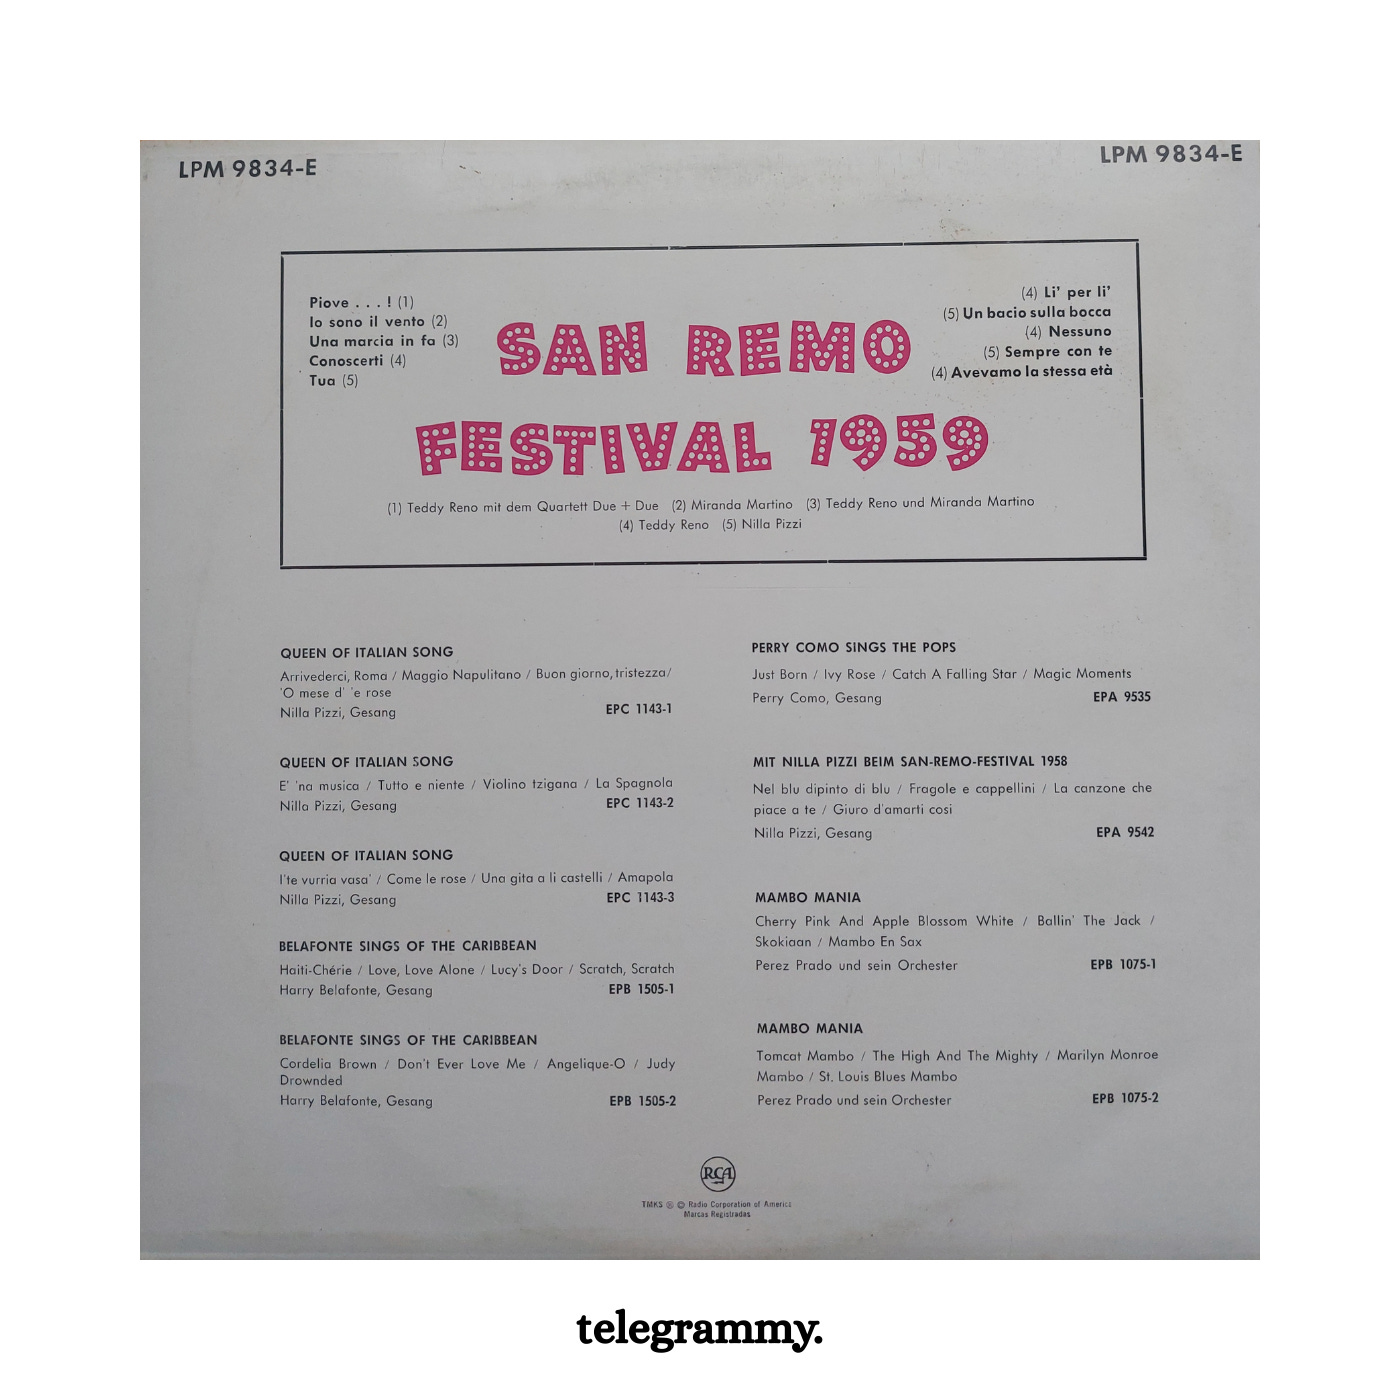 LPM 9834-E
LPM 9834-E
Piove . . . ! (1)
Io sono il vento (2)
Una marcia in fa (3)
Conoscerti (4)
Tua (5)
SAN REMO
FESTIVAL 1959
(4) Li' per li'
(5) Un bacio sulla bocca
(4) Nessuno
(5) Sempre con te
(4) Avevamo la stessa età
(1) Teddy Reno mit dem Quartett Due + Due (2) Miranda Martino (3) Teddy Reno und Miranda Martino
(4) Teddy Reno (5) Nilla Pizzi
QUEEN OF ITALIAN SONG
Arrivederci, Roma / Maggio Napulitano / Buon giorno, tristezza/
'O mese d' 'e rose
Nilla Pizzi, Gesang EPC 1143-1
QUEEN OF ITALIAN SONG
E' 'na musica / Tutto e niente / Violino tzigana / La Spagnola
Nilla Pizzi, Gesang EPC 1143-2
QUEEN OF ITALIAN SONG
I'te vurria vasa' / Come le rose / Una gita a li castelli / Amapola
Nilla Pizzi, Gesang EPC 1143-3
BELAFONTE SINGS OF THE CARIBBEAN
Haiti-Chérie / Love, Love Alone / Lucy's Door / Scratch, Scratch
Harry Belafonte, Gesang EPB 1505-1
BELAFONTE SINGS OF THE CARIBBEAN
Cordelia Brown / Don't Ever Love Me / Angelique-O / Judy
Drownded
Harry Belafonte, Gesang EPB 1505-2
PERRY COMO SINGS THE POPS
Just Born / Ivy Rose / Catch A Falling Star / Magic Moments
Perry Como, Gesang EPA 9535
MIT NILLA PIZZI BEIM SAN-REMO-FESTIVAL 1958
Nel blu dipinto di blu / Fragole e cappellini / La canzone che
piace a te / Giuro d'amarti cosi
Nilla Pizzi, Gesang EPA 9542
MAMBO MANIA
Cherry Pink And Apple Blossom White / Ballin' The Jack /
Skokiaan / Mambo En Sax
Perez Prado und sein Orchester EPB 1075-1
MAMBO MANIA
Tomcat Mambo / The High And The Mighty / Marilyn Monroe
Mambo / St. Louis Blues Mambo
Perez Prado und sein Orchester EPB 1075-2
RCA
TMKS ® © Radio Corporation of America
Marcas Registradas
telegrammy.